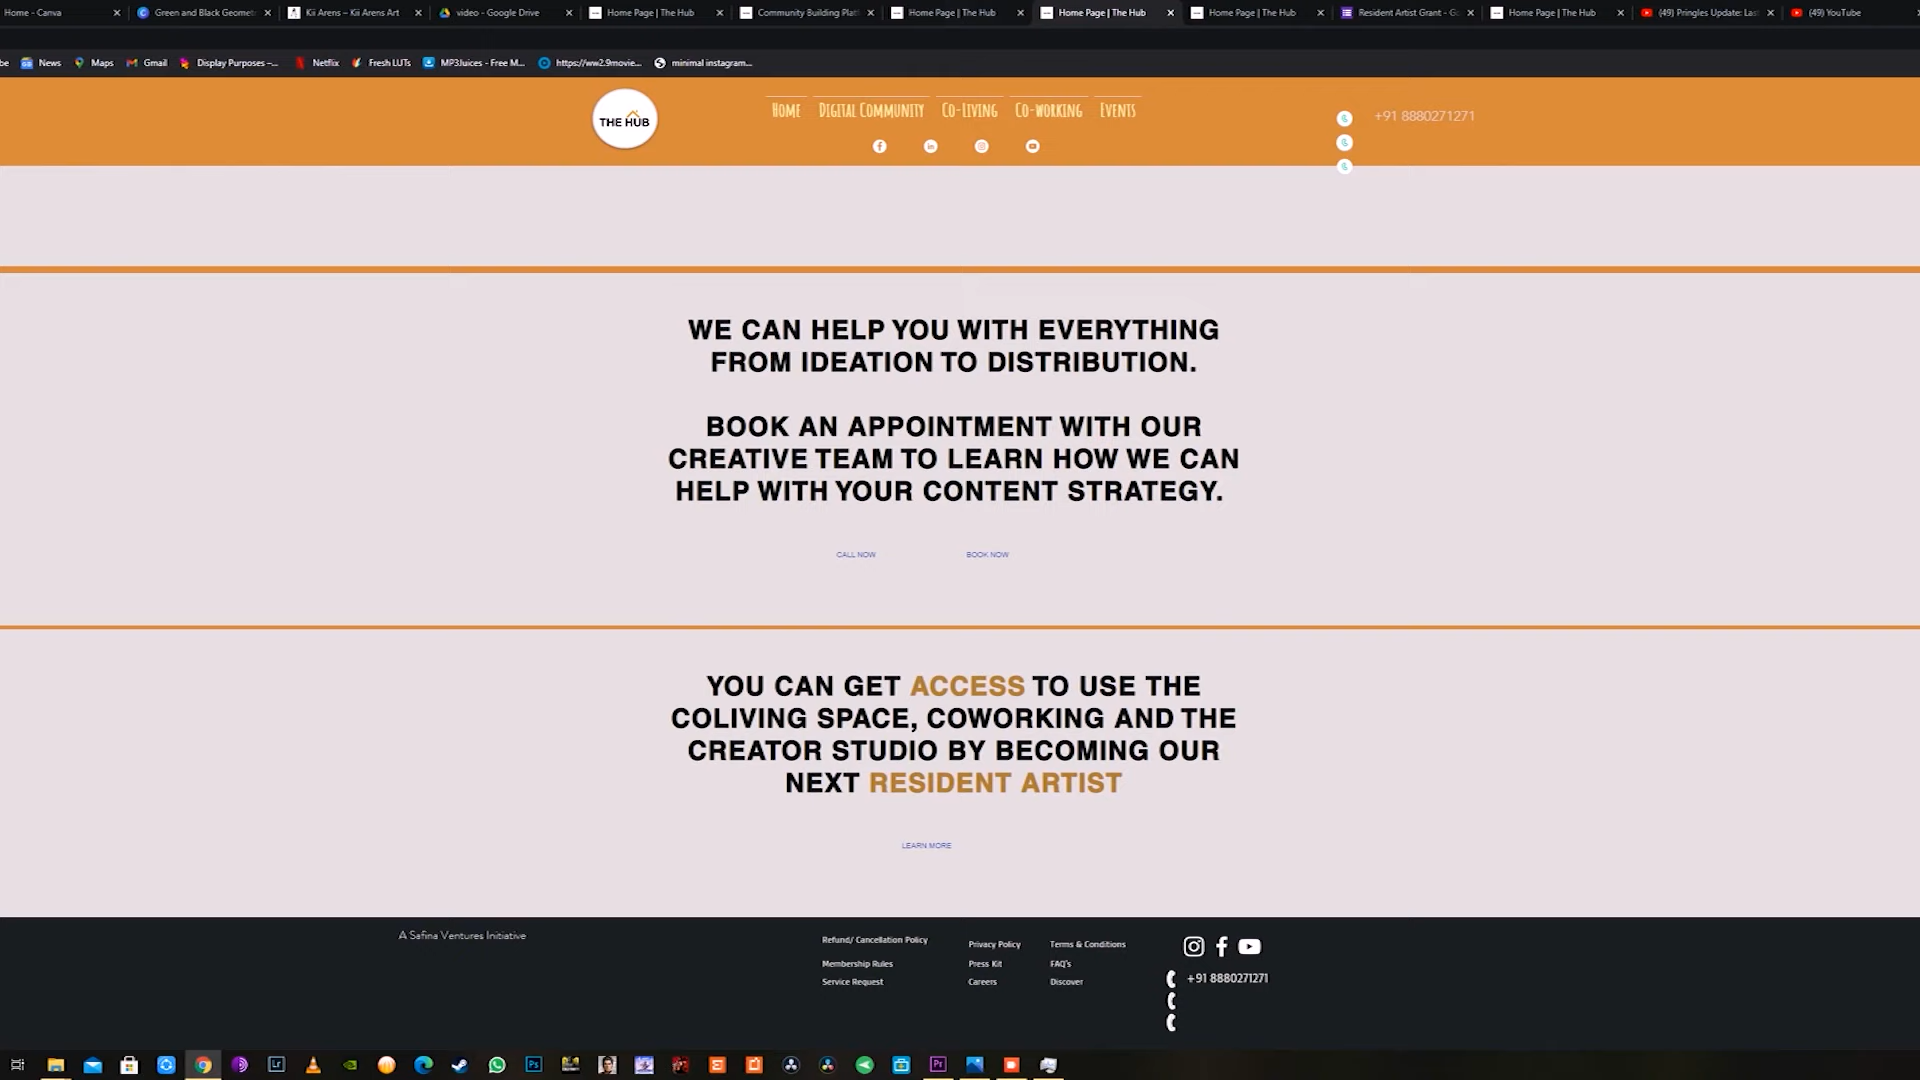 Home - Canva
Green and Black Geomet
Kii Arens – Kii Arens Art
video - Google Drive
Home Page | The Hub
Community Building Plat
Home Page | The Hub
Home Page | The Hub
Home Page | The Hub
Resident Artist Grant - Go
Home Page | The Hub
(49) Pringles Update: Las
(49) YouTube
be
News
Maps
Gmail
Display Purposes –...
Netflix
Fresh LUTs
MP3Juices - Free M...
https://ww2.9movie...
minimal instagram...
THE HUB
Home
Digital Community
Co-Living
Co-working
Events
+91 8880271271
WE CAN HELP YOU WITH EVERYTHING
FROM IDEATION TO DISTRIBUTION.
BOOK AN APPOINTMENT WITH OUR
CREATIVE TEAM TO LEARN HOW WE CAN
HELP WITH YOUR CONTENT STRATEGY.
CALL NOW
BOOK NOW
YOU CAN GET ACCESS TO USE THE
COLIVING SPACE, COWORKING AND THE
CREATOR STUDIO BY BECOMING OUR
NEXT RESIDENT ARTIST
LEARN MORE
A Safina Ventures Initiative
Refund/ Cancellation Policy
Membership Rules
Service Request
Privacy Policy
Press Kit
Careers
Terms & Conditions
FAQ's
Discover
+91 8880271271
Lr
Ps
Pr